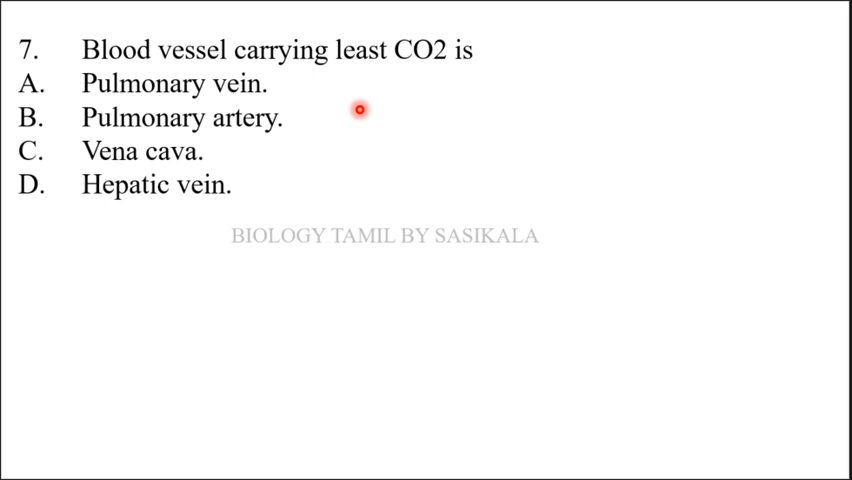 7. Blood vessel carrying least CO2 is
A. Pulmonary vein.
B. Pulmonary artery.
C. Vena cava.
D. Hepatic vein.
BIOLOGY TAMIL BY SASIKALA